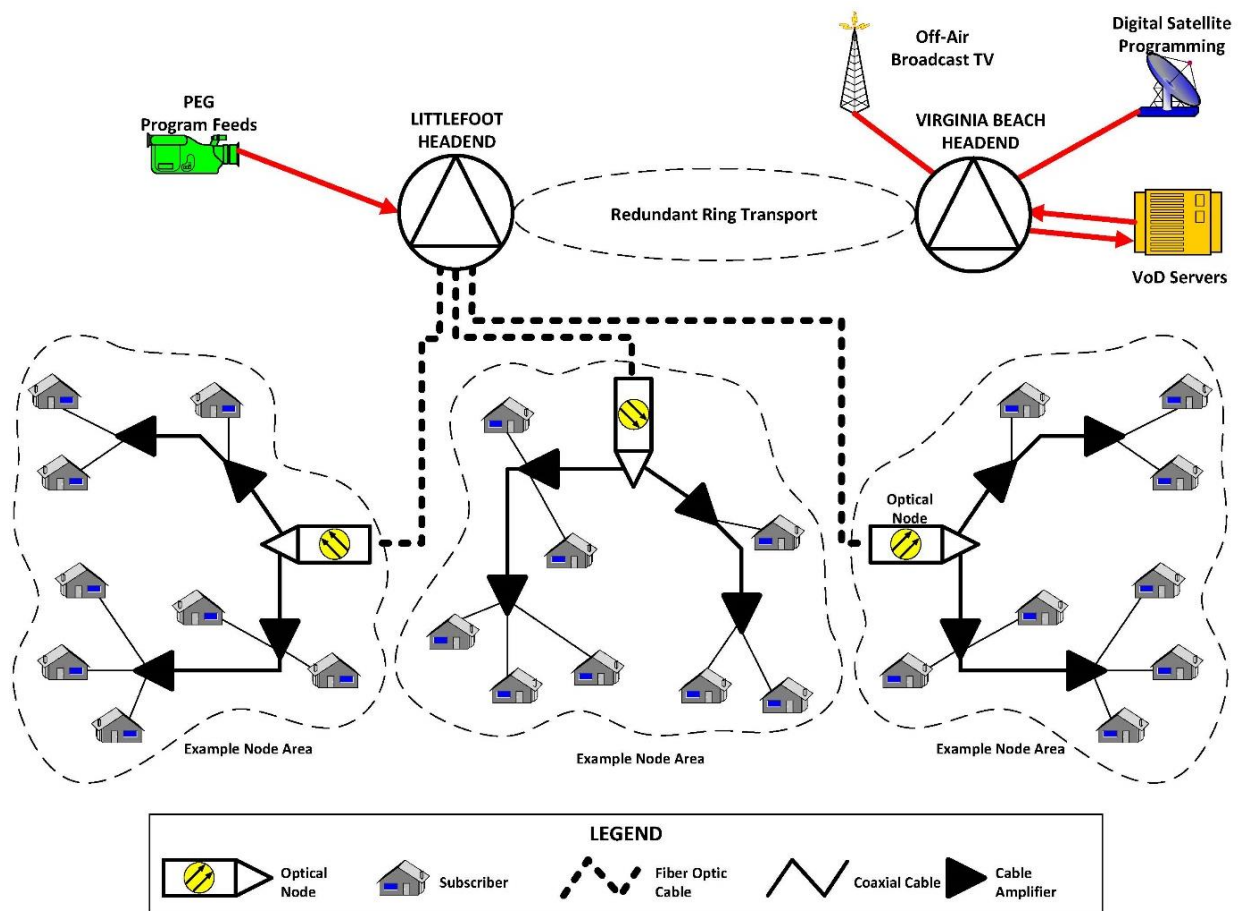 PEG
Program Feeds
LITTLEFOOT
HEADEND
Off-Air
Broadcast TV
Digital Satellite
Programming
VIRGINIA BEACH
HEADEND
Redundant Ring Transport
VoD Servers
Optical
Node
Example Node Area
Example Node Area
Example Node Area
LEGEND
Optical
Node
Subscriber
Fiber Optic
Cable
Coaxial Cable
Cable
Amplifier